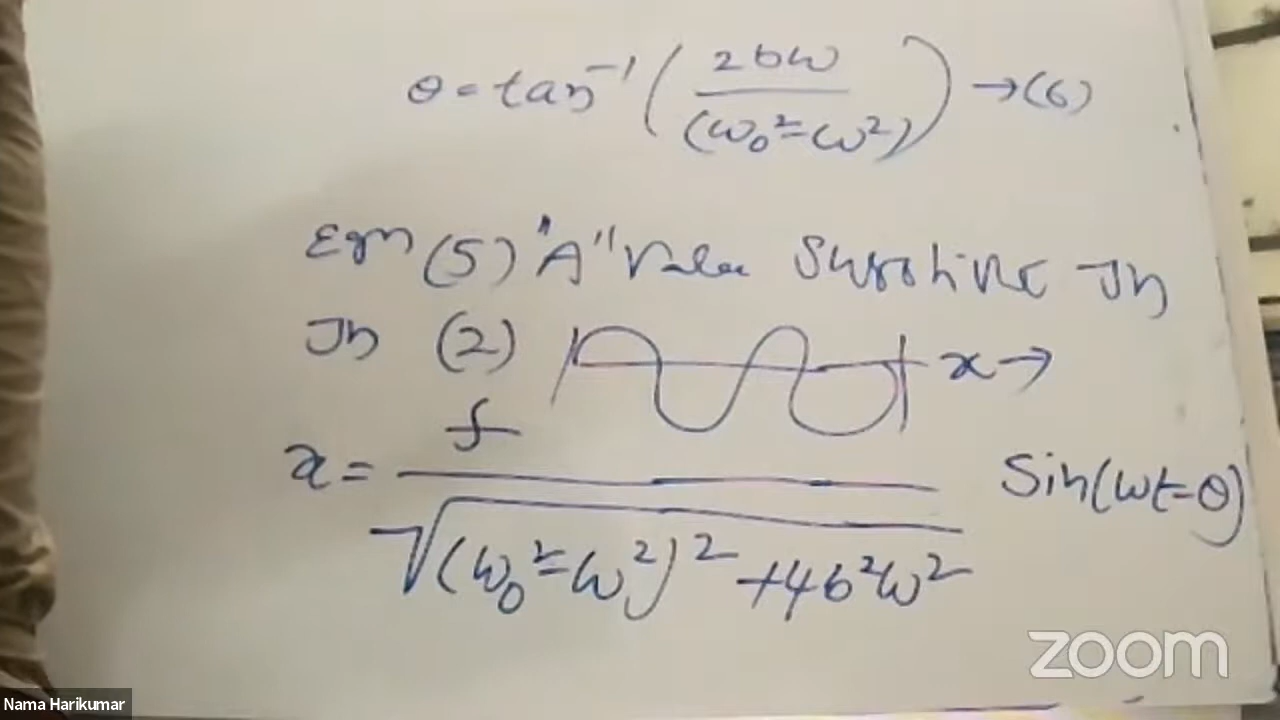 θ = tan⁻¹ ( 2bω / (ω₀² - ω²) ) → (6)
Eqn (5) "A" Value in
In (2) x →
x = f / √((ω₀² - ω²)² + 4b²ω²) Sin(ωt - θ)
zoom
Nama Harikumar